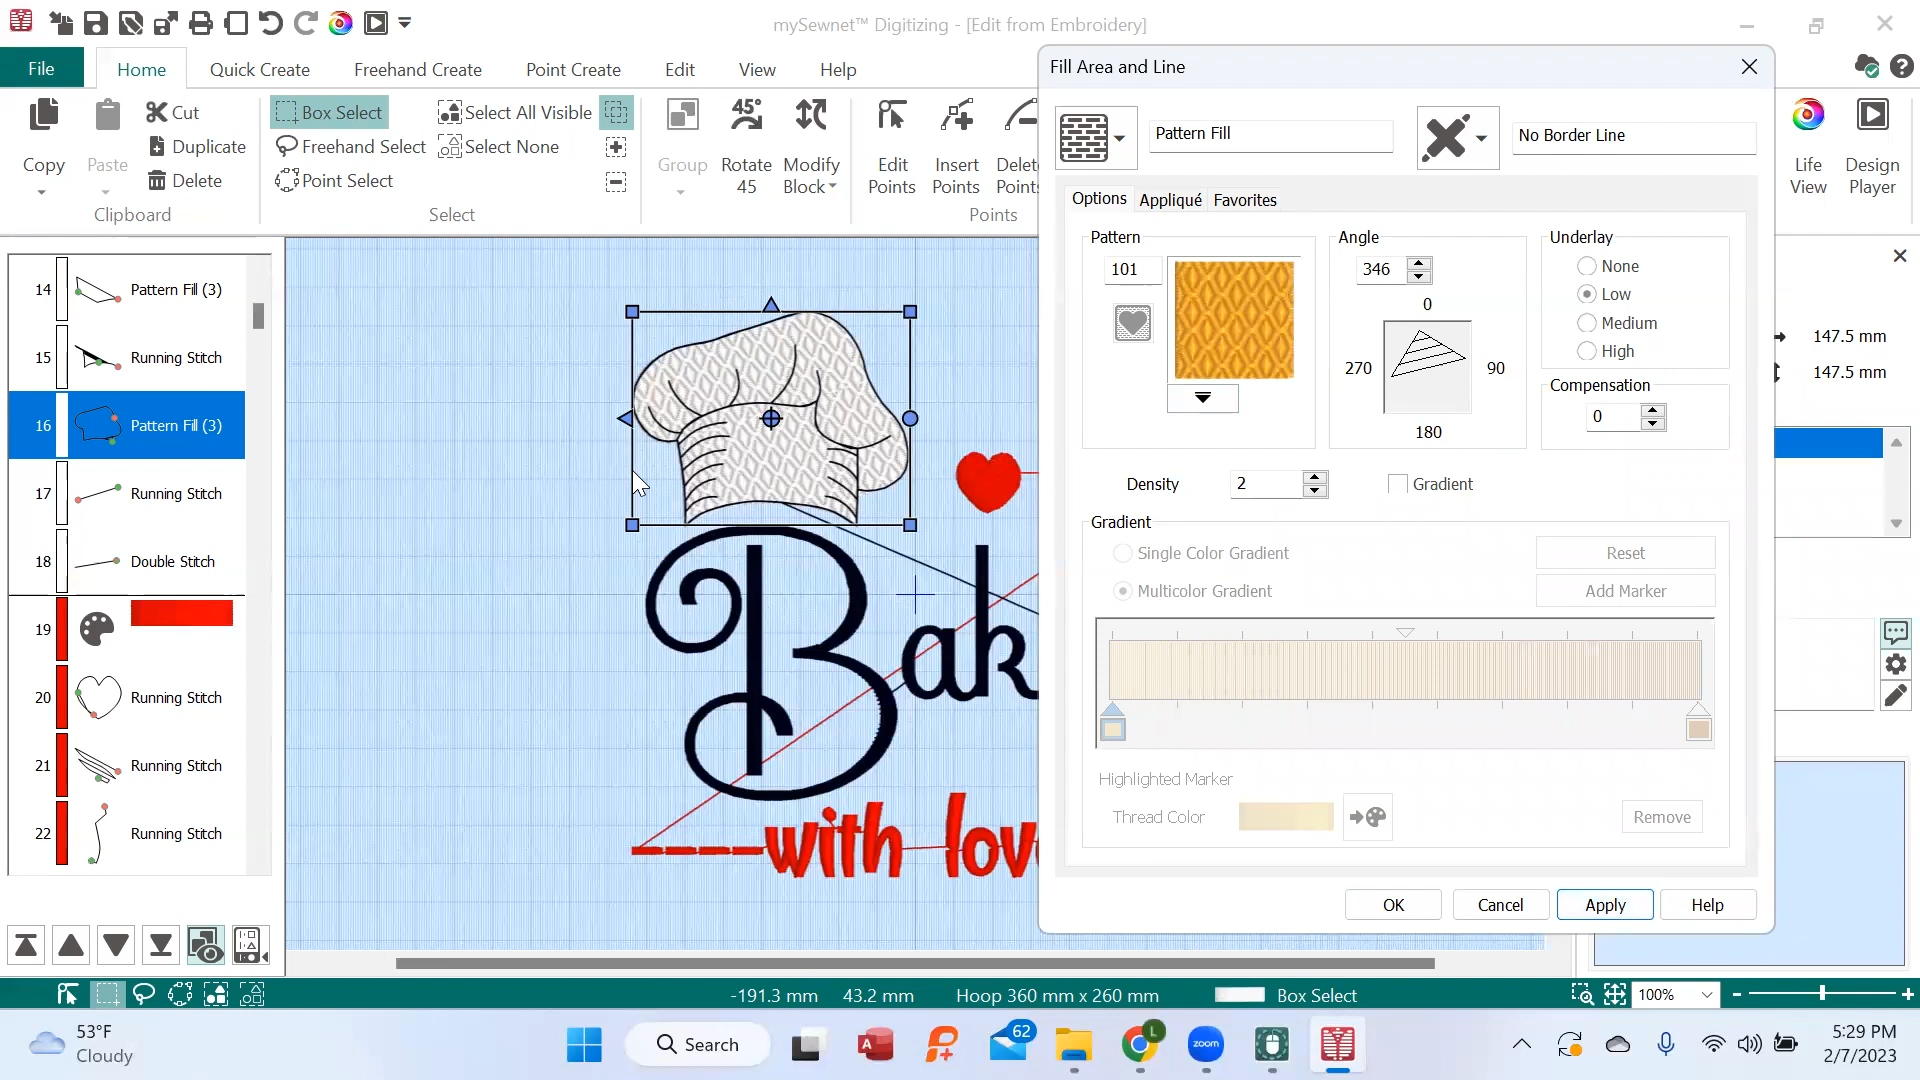 mySewnet™ Digitizing - [Edit from Embroidery]
File
Home
Quick Create
Freehand Create
Point Create
Edit
View
Help
Copy
Paste
Cut
Duplicate
Delete
Clipboard
Box Select
Freehand Select
Point Select
Select All Visible
Select None
Select
Group
Rotate
45
45°
Modify
Block
Edit
Points
Insert
Points
Delet
Points
Points
Life
View
Design
Player
14 Pattern Fill (3)
15 Running Stitch
16 Pattern Fill (3)
17 Running Stitch
18 Double Stitch
19
20 Running Stitch
21 Running Stitch
22 Running Stitch
Bak
with lov
Fill Area and Line
Pattern Fill
No Border Line
Options
Appliqué
Favorites
Pattern
101
Angle
346
0
270
90
180
Underlay
None
Low
Medium
High
Compensation
0
Density
2
Gradient
Gradient
Single Color Gradient
Reset
Multicolor Gradient
Add Marker
Highlighted Marker
Thread Color
Remove
OK
Cancel
Apply
Help
147.5 mm
147.5 mm
-191.3 mm
43.2 mm
Hoop 360 mm x 260 mm
Box Select
100%
53°F
Cloudy
Search
62
L
zoom
5:29 PM
2/7/2023